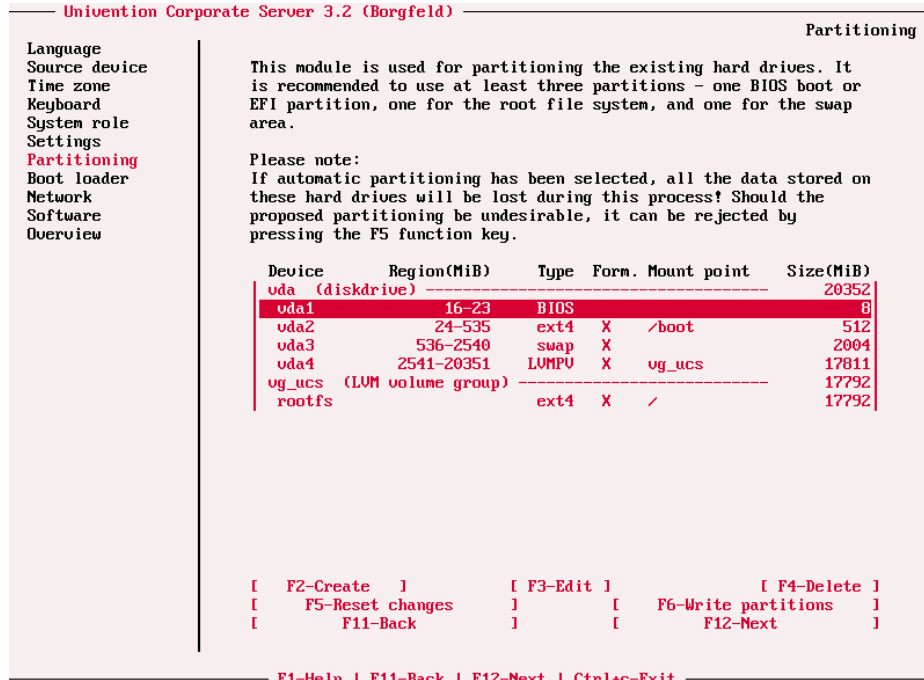 Univention Corporate Server 3.2 (Borgfeld)
Partitioning
Language
Source device
Time zone
Keyboard
System role
Settings
Partitioning
Boot loader
Network
Software
Overview
This module is used for partitioning the existing hard drives. It
is recommended to use at least three partitions - one BIOS boot or
EFI partition, one for the root file system, and one for the swap
area.
Please note:
If automatic partitioning has been selected, all the data stored on
these hard drives will be lost during this process! Should the
proposed partitioning be undesirable, it can be rejected by
pressing the F5 function key.
Device Region(MiB) Type Form. Mount point Size(MiB)
vda (diskdrive) -------------------------------------- 20352
vda1 16-23 BIOS 8
vda2 24-535 ext4 X /boot 512
vda3 536-2540 swap X 2004
vda4 2541-20351 LVMPV X vg_ucs 17811
vg_ucs (LVM volume group) ---------------------------- 17792
rootfs ext4 X / 17792
[ F2-Create ] [ F3-Edit ] [ F4-Delete ]
[ F5-Reset changes ] [ F6-Write partitions ]
[ F11-Back ] [ F12-Next ]
F1-Help | F11-Back | F12-Next | Ctrl+c-Exit